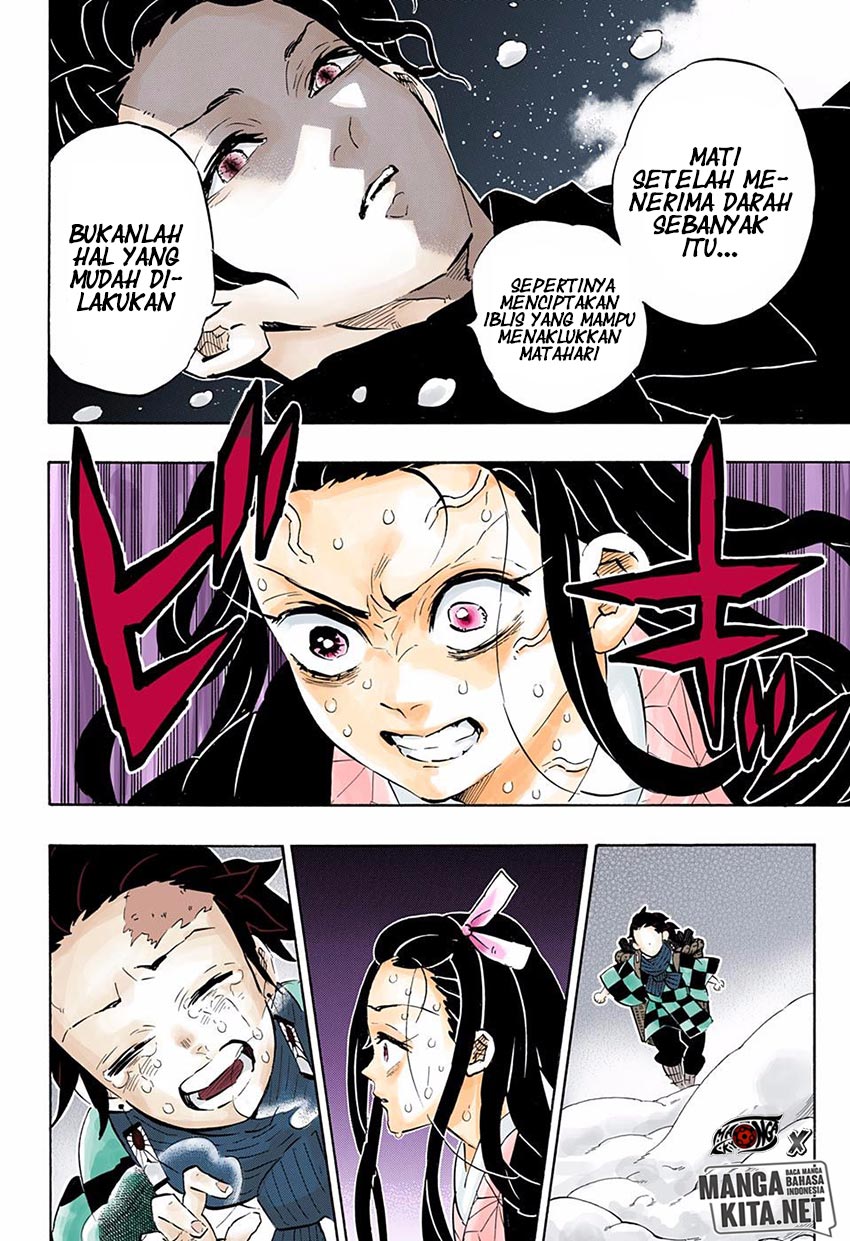 MATI
SETELAH ME-
NERIMA DARAH
SEBANYAK
ITU...
SEPERTINYA
MENCIPTAKAN
IBLIS YANG MAMPU
MENAKLUKKAN
MATAHARI
BUKANLAH
HAL YANG
MUDAH DI-
LAKUKAN
ビキッ
X
MANGA
BACA MANGA
BAHASA
INDONESIA
KITA.NET